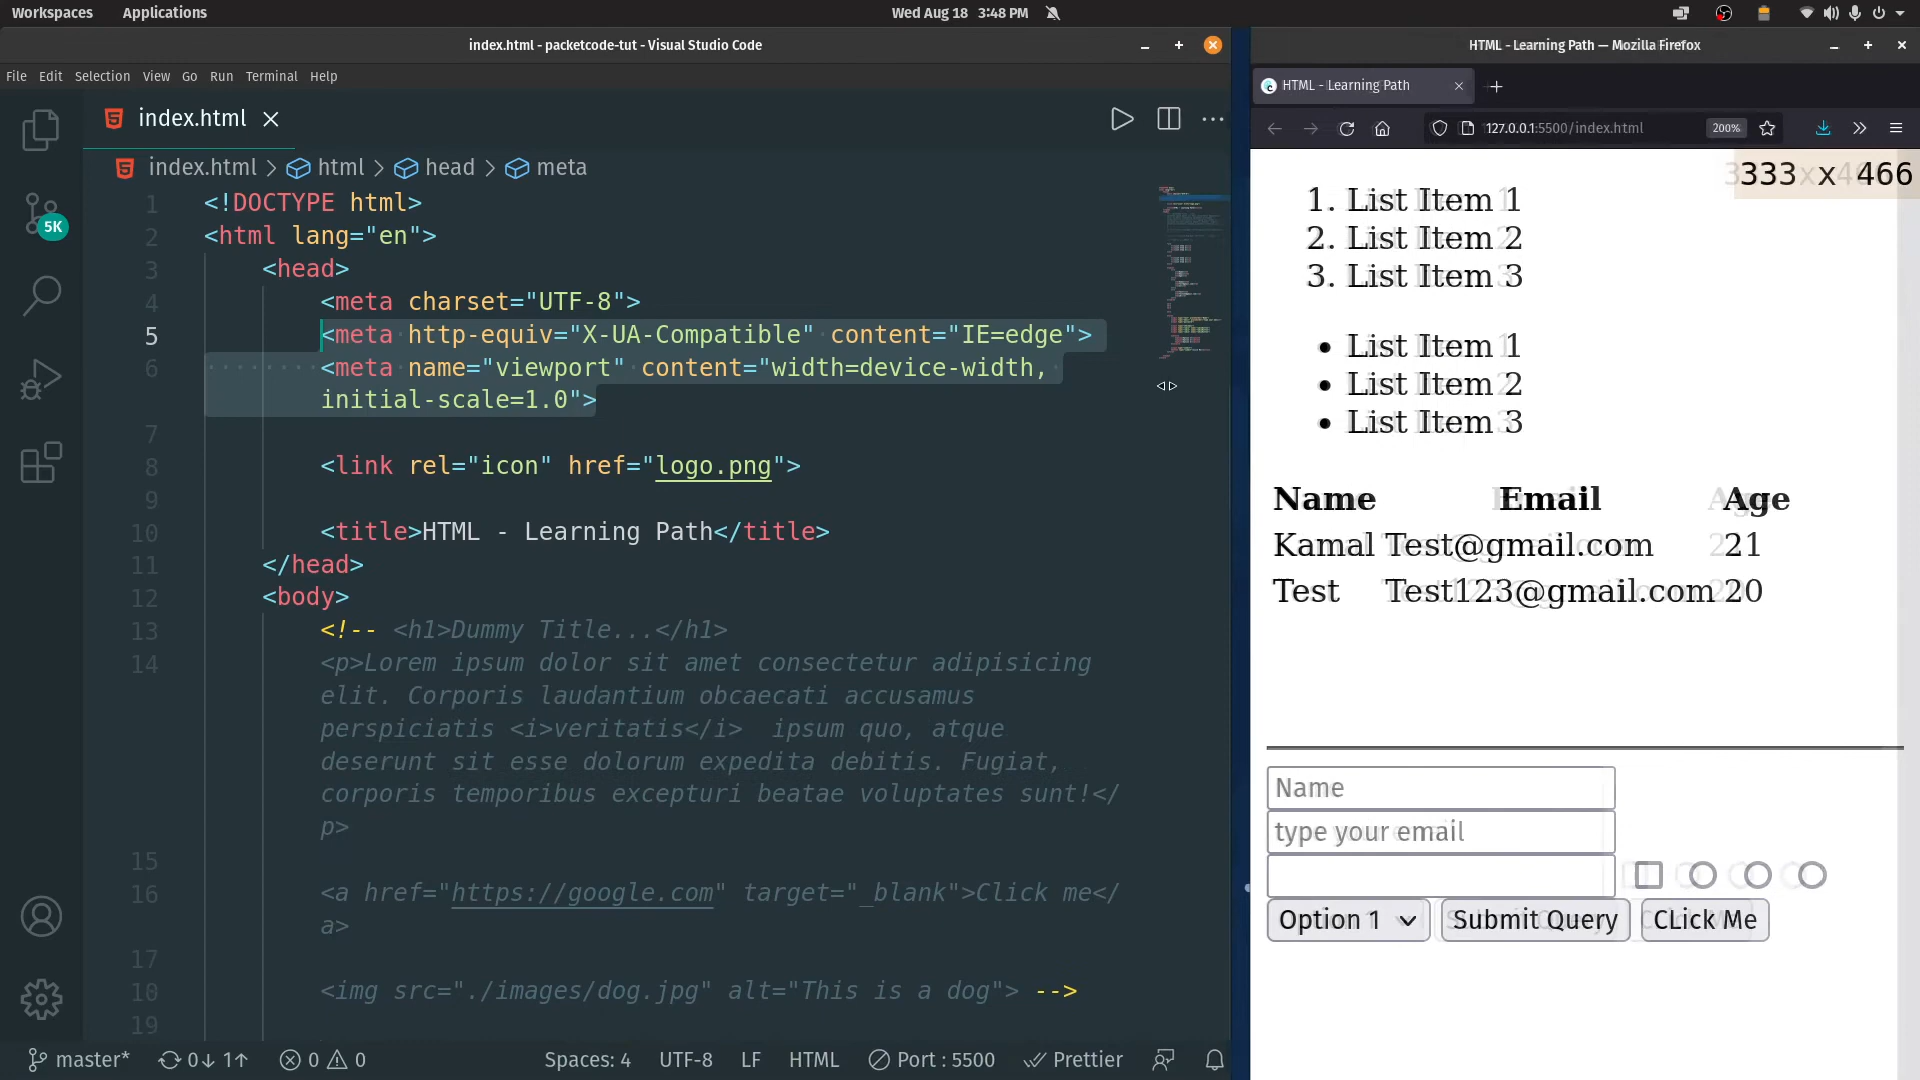 Workspaces Applications Wed Aug 18 3:48 PM
index.html - packetcode-tut - Visual Studio Code
File Edit Selection View Go Run Terminal Help
index.html
index.html > html > head > meta
5K
1 <!DOCTYPE html>
2 <html lang="en">
3 <head>
4 <meta charset="UTF-8">
5 <meta http-equiv="X-UA-Compatible" content="IE=edge">
6 <meta name="viewport" content="width=device-width,
initial-scale=1.0">
7
8 <link rel="icon" href="logo.png">
9
10 <title>HTML - Learning Path</title>
11 </head>
12 <body>
13 <!-- <h1>Dummy Title...</h1>
14 <p>Lorem ipsum dolor sit amet consectetur adipisicing
elit. Corporis laudantium obcaecati accusamus
perspiciatis <i>veritatis</i>  ipsum quo, atque
deserunt sit esse dolorum expedita debitis. Fugiat,
corporis temporibus excepturi beatae voluptates sunt!</
p>
15
16 <a href="https://google.com" target="_blank">Click me</
a>
17
<img src="./images/dog.jpg" alt="This is a dog"> -->
19
master* 0↓ 1↑ 0 0 Spaces: 4 UTF-8 LF HTML Port : 5500 Prettier
HTML - Learning Path — Mozilla Firefox
HTML - Learning Path
127.0.0.1:5500/index.html 200%
x 466
1. List Item 1
2. List Item 2
3. List Item 3
• List Item 1
• List Item 2
• List Item 3
Name Email Age
Kamal Test@gmail.com 21
Test Test123@gmail.com 20
Name
type your email
Option 1 Submit Query CLick Me